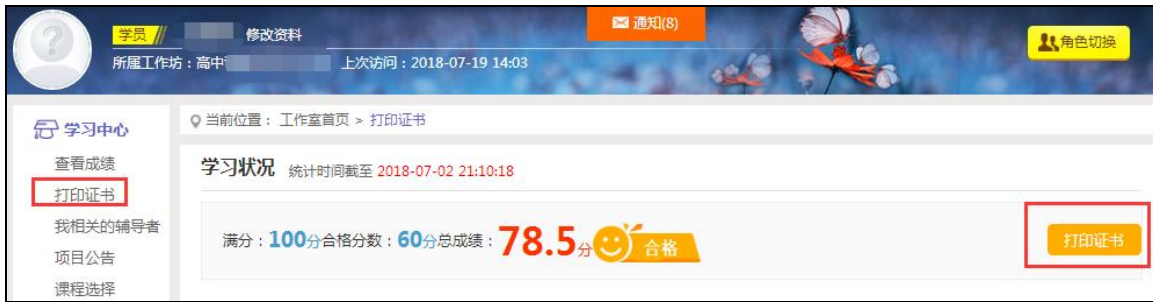 学员 修改资料
通知(8)
角色切换
所属工作坊：高中 上次访问：2018-07-19 14:03
学习中心
查看成绩
打印证书
我相关的辅导者
项目公告
课程选择
当前位置： 工作室首页 > 打印证书
学习状况 统计时间截至 2018-07-02 21:10:18
满分：100分合格分数：60分总成绩：78.5分 合格
打印证书